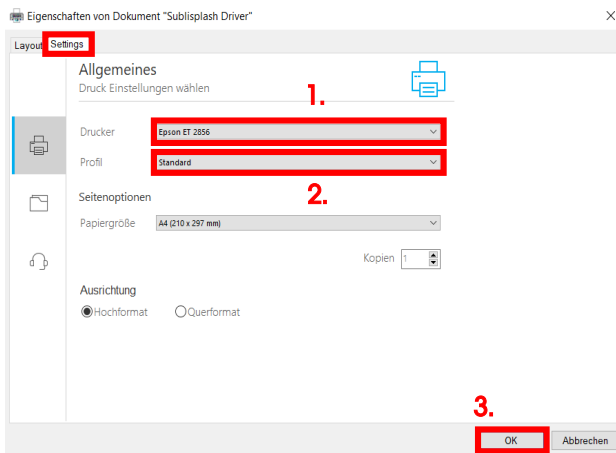 Eigenschaften von Dokument "Sublisplash Driver"
Layout Settings
Allgemeines
Druck Einstellungen wählen
1.
Drucker Epson ET 2856
Profil Standard
2.
Seitenoptionen
Papiergröße A4 (210 x 297 mm)
Kopien 1
Ausrichtung
Hochformat Querformat
3.
OK Abbrechen